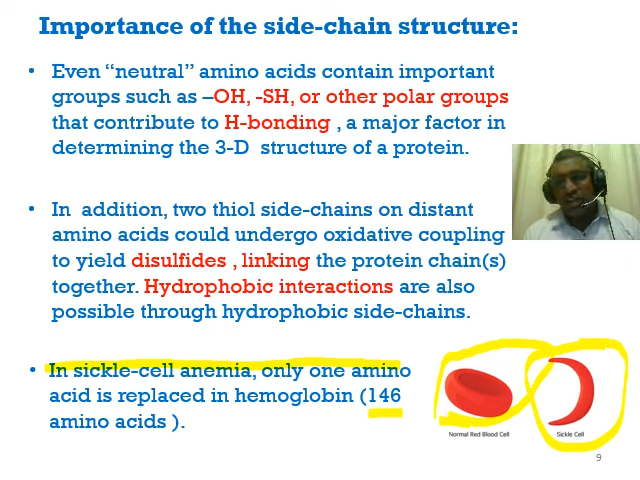 Importance of the side-chain structure:
• Even “neutral” amino acids contain important
groups such as –OH, -SH, or other polar groups
that contribute to H-bonding , a major factor in
determining the 3-D structure of a protein.
• In addition, two thiol side-chains on distant
amino acids could undergo oxidative coupling
to yield disulfides , linking the protein chain(s)
together. Hydrophobic interactions are also
possible through hydrophobic side-chains.
• In sickle-cell anemia, only one amino
acid is replaced in hemoglobin (146
amino acids ).
Normal Red Blood Cell
Sickle Cell
9